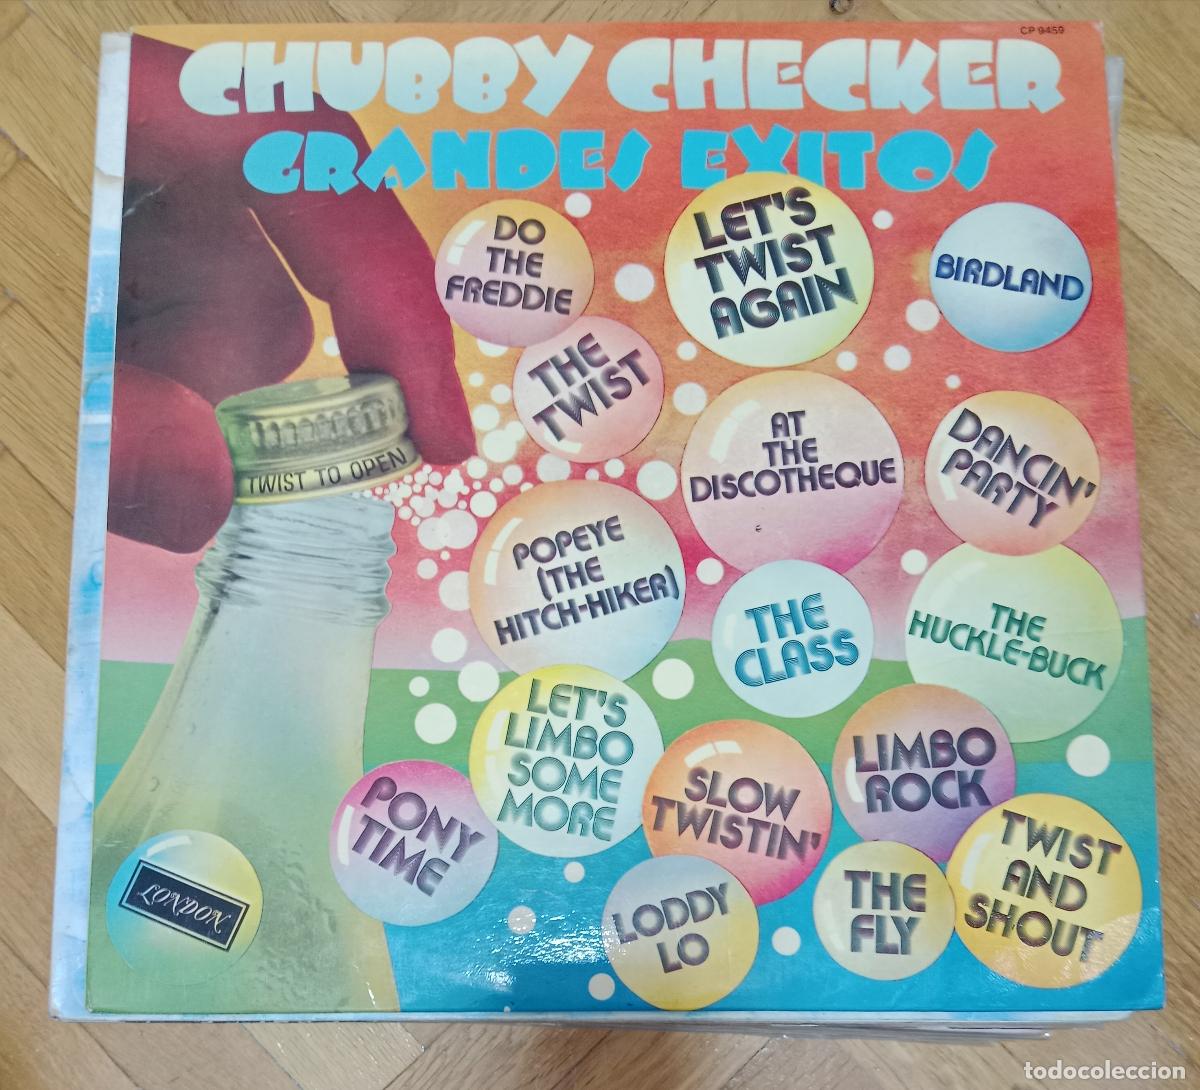 CP 9459
CHUBBY CHECKER
GRANDES EXITOS
DO
THE
FREDDIE
LET'S
TWIST
AGAIN
BIRDLAND
THE
TWIST
AT
THE
DISCOTHEQUE
DANCIN'
PARTY
TWIST TO OPEN
POPEYE
(THE
HITCH-HIKER)
THE
CLASS
THE
HUCKLE-BUCK
LET'S
LIMBO
SOME
MORE
LIMBO
ROCK
PONY
TIME
SLOW
TWISTIN'
TWIST
AND
SHOUT
LODDY
LO
THE
FLY
LONDON
todocoleccion